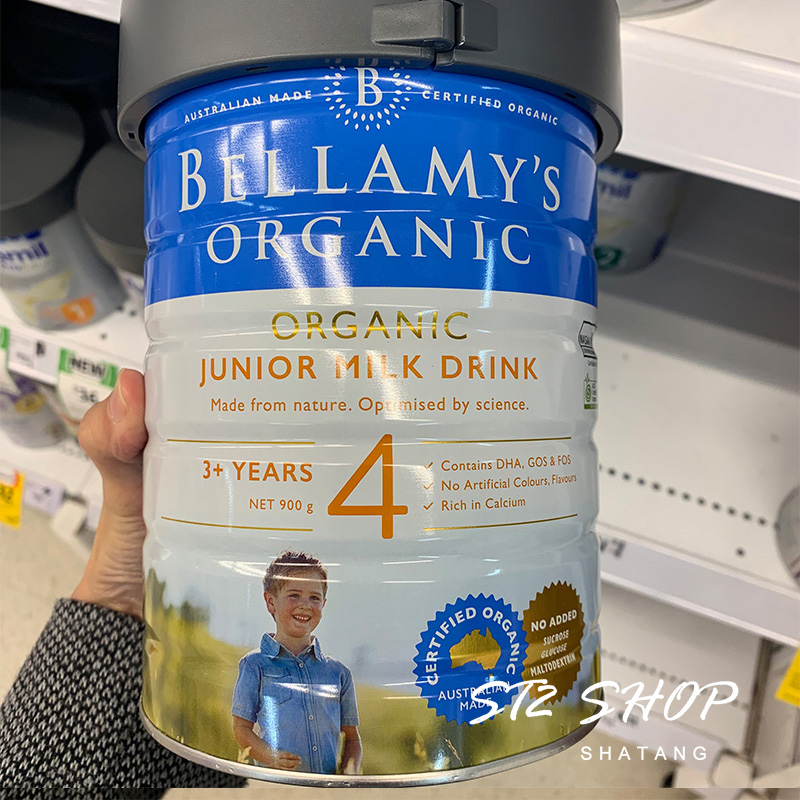 B
AUSTRALIAN MADE
CERTIFIED ORGANIC
BELLAMY'S
ORGANIC
ORGANIC
JUNIOR MILK DRINK
Made from nature. Optimised by science.
3+ YEARS
NET 900 g
4
✓ Contains DHA, GOS & FOS
✓ No Artificial Colours, Flavours
✓ Rich in Calcium
CERTIFIED ORGANIC
AUSTRALIAN
MADE
NO ADDED
SUCROSE
GLUCOSE
MALTODEXTRIN
ST2 SHOP
SHATANG
NEW